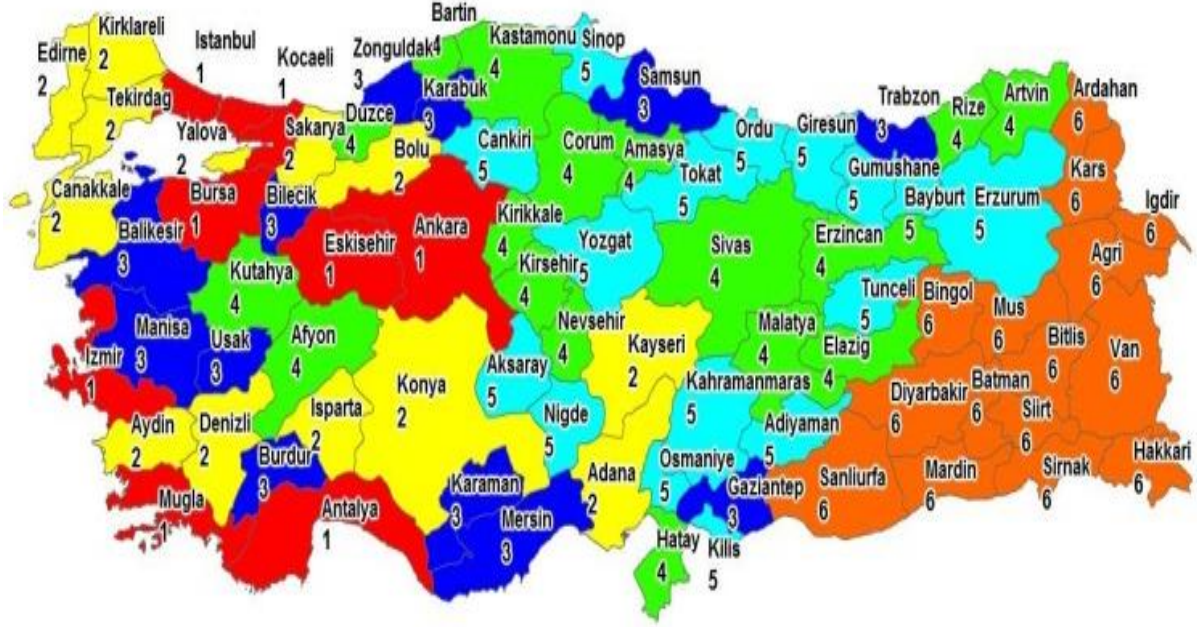 Bartin
4
Kirklareli
2
Edirne
2
Istanbul
1
Kocaeli
1
Zonguldak
3
Kastamonu
4
Sinop
5
Samsun
3
Karabuk
3
Tekirdag
2
Yalova
2
Sakarya
2
Duzce
4
Bolu
2
Cankiri
5
Corum
4
Amasya
4
Tokat
5
Ordu
5
Giresun
5
Trabzon
3
Rize
4
Artvin
4
Ardahan
6
Kars
6
Igdir
6
Gumushane
5
Bayburt
5
Erzurum
5
Canakkale
2
Balikesir
3
Bursa
1
Bilecik
3
Eskisehir
1
Ankara
1
Kirikkale
4
Kirsehir
4
Yozgat
5
Sivas
4
Erzincan
4
Agri
6
Kutahya
4
Tunceli
5
Bingol
6
Mus
6
Bitlis
6
Van
6
Manisa
3
Usak
3
Afyon
4
Izmir
1
Konya
2
Aksaray
5
Nevsehir
4
Kayseri
2
Malatya
4
Elazig
4
Kahramanmaras
5
Diyarbakir
6
Batman
6
Siirt
6
Aydin
2
Denizli
2
Isparta
2
Burdur
3
Nigde
5
Adana
2
Osmaniye
5
Adiyaman
5
Gaziantep
3
Sanliurfa
6
Mardin
6
Sirnak
6
Hakkari
6
Mugla
1
Antalya
1
Karaman
3
Mersin
3
Hatay
4
Kilis
5